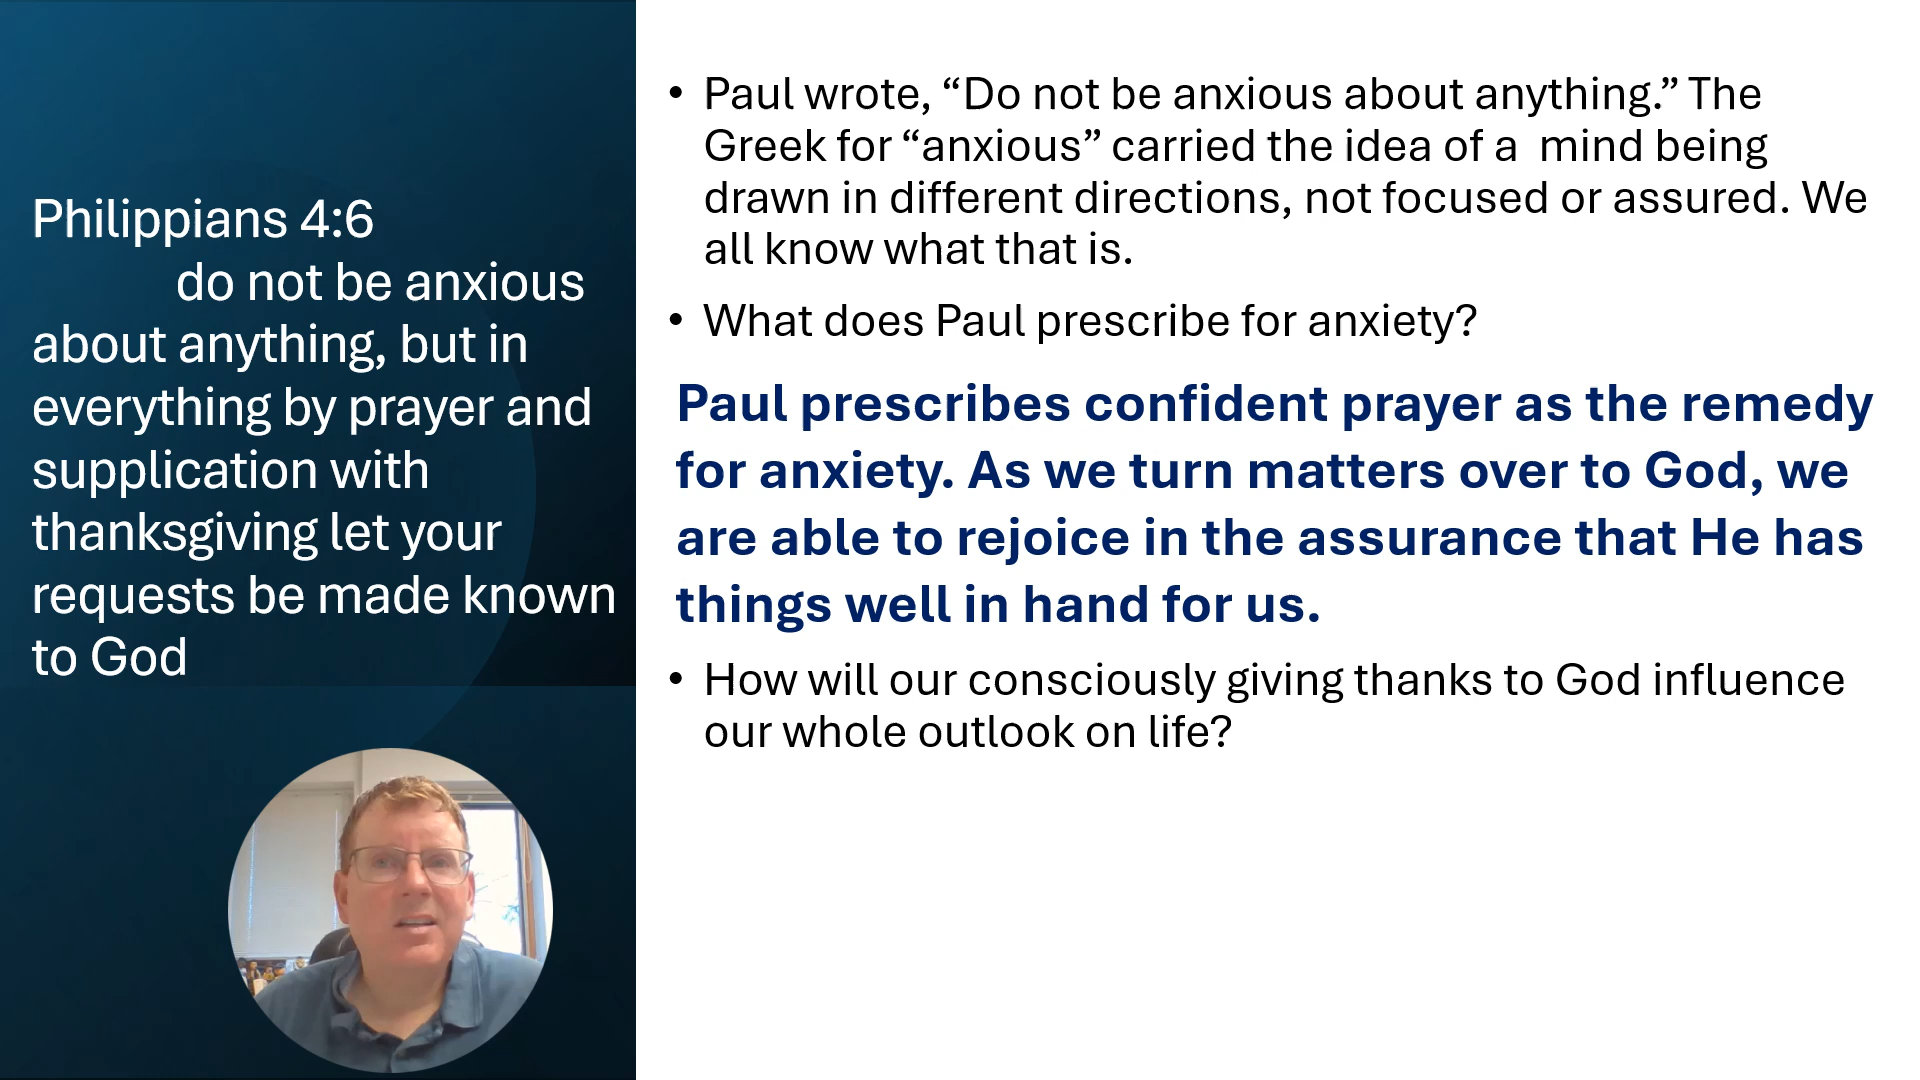 Philippians 4:6
do not be anxious
about anything, but in
everything by prayer and
supplication with
thanksgiving let your
requests be made known
to God
• Paul wrote, “Do not be anxious about anything.” The
Greek for “anxious” carried the idea of a  mind being
drawn in different directions, not focused or assured. We
all know what that is.
• What does Paul prescribe for anxiety?
Paul prescribes confident prayer as the remedy
for anxiety. As we turn matters over to God, we
are able to rejoice in the assurance that He has
things well in hand for us.
• How will our consciously giving thanks to God influence
our whole outlook on life?